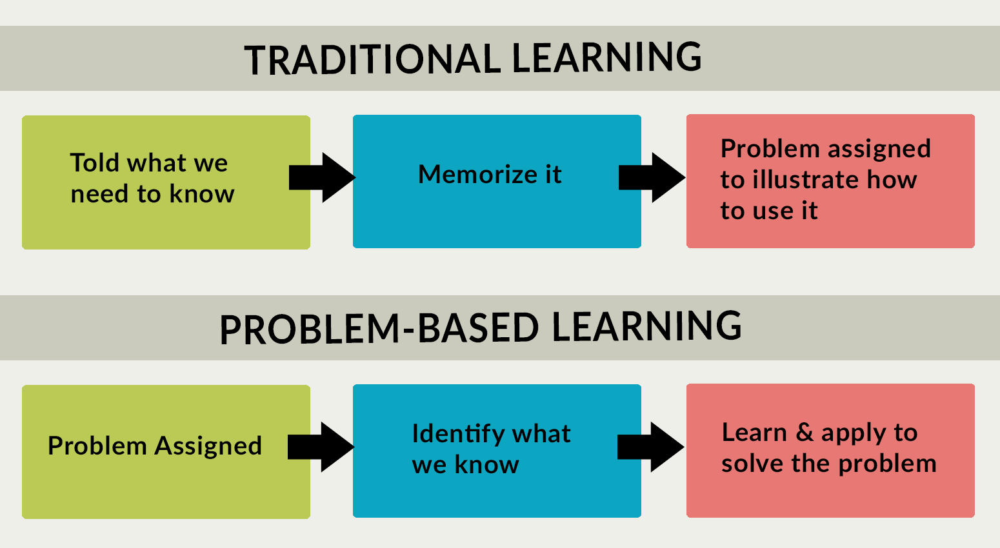 TRADITIONAL LEARNING
Told what we
need to know
Memorize it
Problem assigned
to illustrate how
to use it
PROBLEM-BASED LEARNING
Problem Assigned
Identify what
we know
Learn & apply to
solve the problem